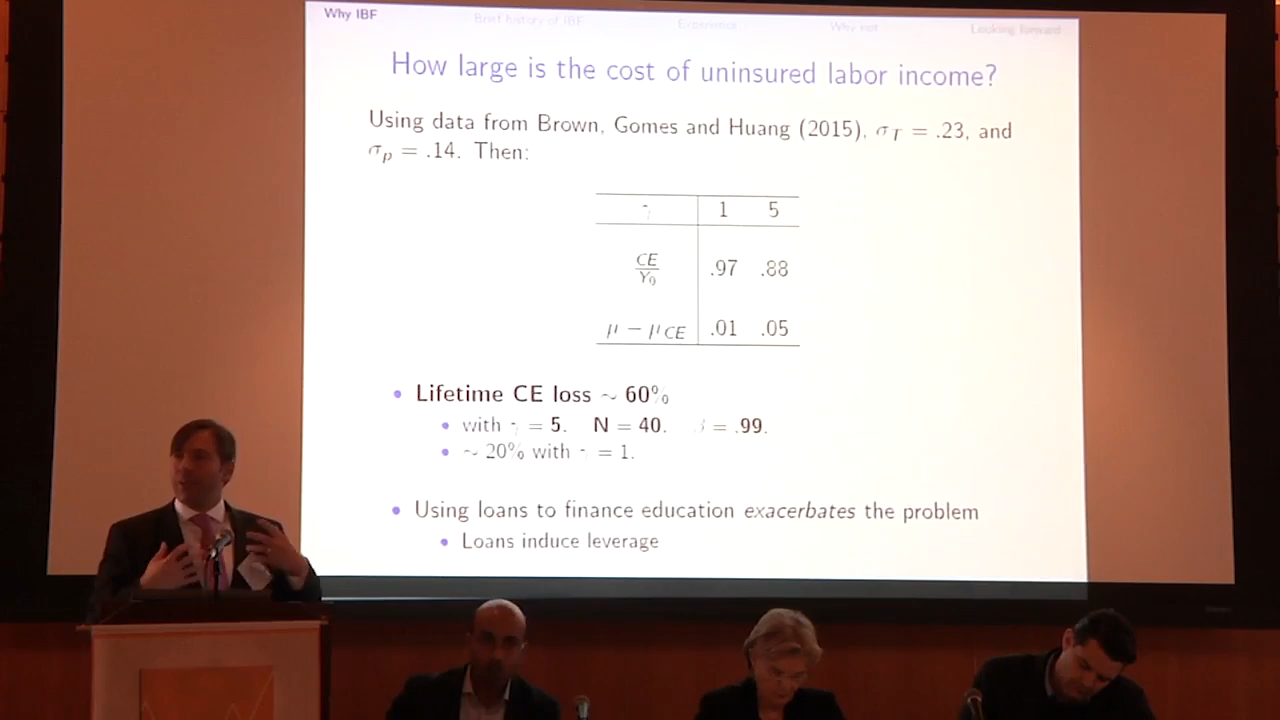 Why IBF Brief history of IBF Experience Why not Looking forward
How large is the cost of uninsured labor income?
Using data from Brown, Gomes and Huang (2015), σ_T = .23, and
σ_p = .14. Then:
γ 1 5
CE/Y₀ .97 .88
μ − μ_CE .01 .05
• Lifetime CE loss ~ 60%
• with γ = 5. N = 40. β = .99.
• ~ 20% with γ = 1.
• Using loans to finance education exacerbates the problem
• Loans induce leverage